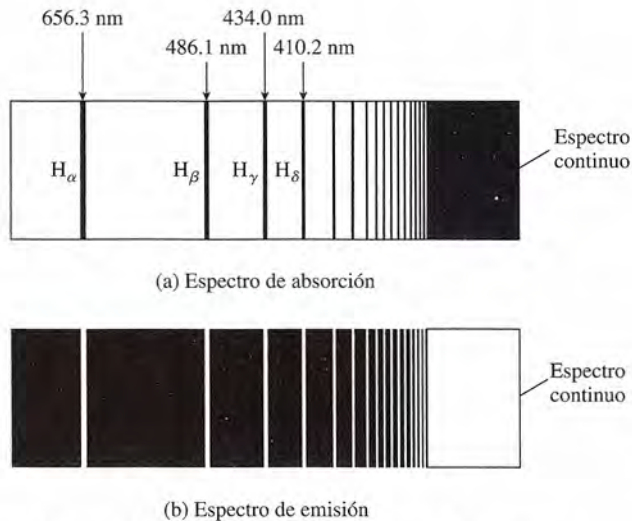 656.3 nm
434.0 nm
486.1 nm
410.2 nm
Hα
Hβ
Hγ
Hδ
Espectro
continuo
(a) Espectro de absorción
Espectro
continuo
(b) Espectro de emisión